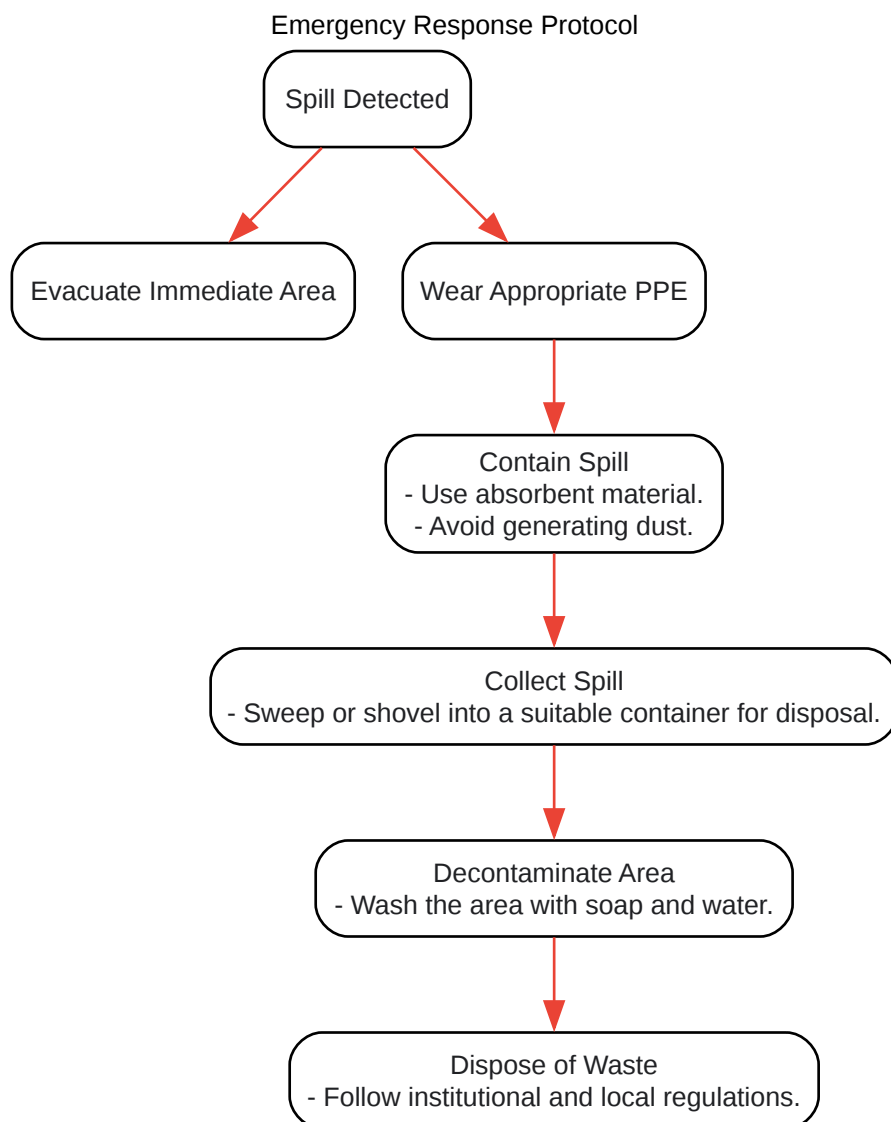 Emergency Response Protocol
Spill Detected
Evacuate Immediate Area
Wear Appropriate PPE
Contain Spill
- Use absorbent material.
- Avoid generating dust.
Collect Spill
- Sweep or shovel into a suitable container for disposal.
Decontaminate Area
- Wash the area with soap and water.
Dispose of Waste
- Follow institutional and local regulations.